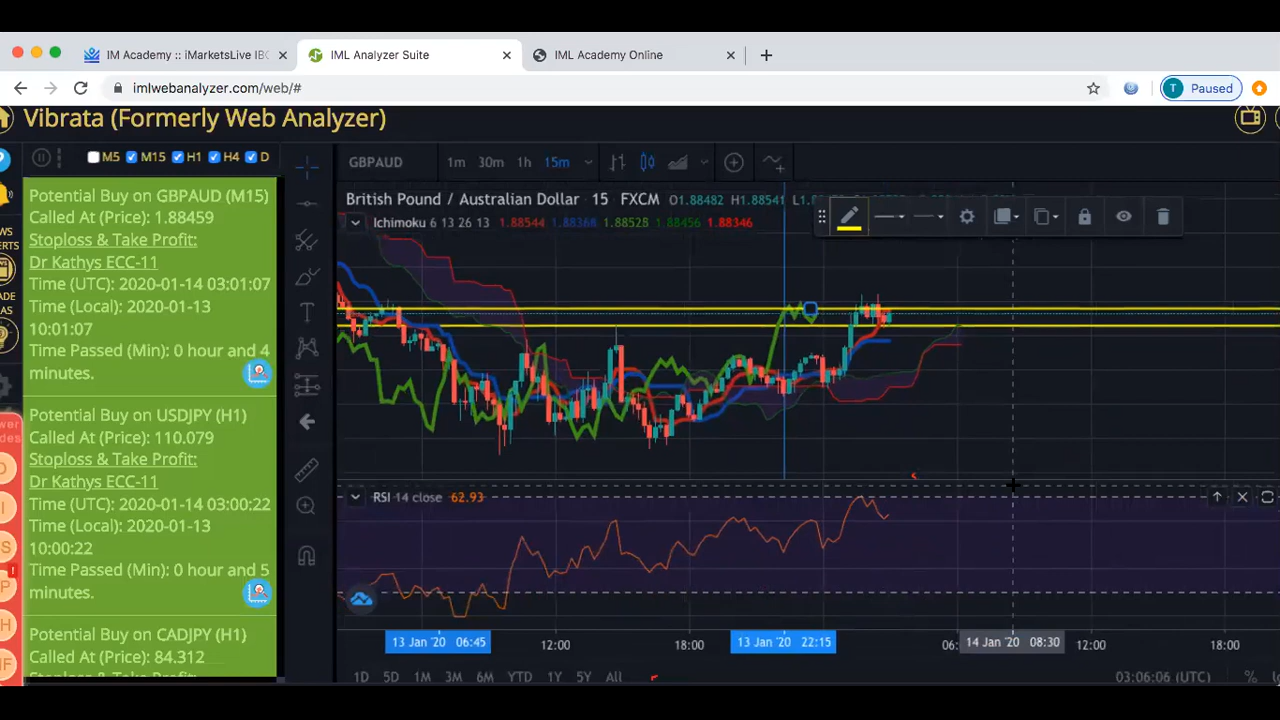 IM Academy :: iMarketsLive IBC
IML Analyzer Suite
IML Academy Online
imlwebanalyzer.com/web/#
T Paused
Vibrata (Formerly Web Analyzer)
M5 M15 H1 H4 D
GBPAUD 1m 30m 1h 15m
Potential Buy on GBPAUD (M15)
Called At (Price): 1.88459
Stoploss & Take Profit:
Dr Kathys ECC-11
Time (UTC): 2020-01-14 03:01:07
Time (Local): 2020-01-13
10:01:07
Time Passed (Min): 0 hour and 4
minutes.
Potential Buy on USDJPY (H1)
Called At (Price): 110.079
Stoploss & Take Profit:
Dr Kathys ECC-11
Time (UTC): 2020-01-14 03:00:22
Time (Local): 2020-01-13
10:00:22
Time Passed (Min): 0 hour and 5
minutes.
Potential Buy on CADJPY (H1)
Called At (Price): 84.312
British Pound / Australian Dollar 15 FXCM O1.88482 H1.88541
Ichimoku 6 13 26 13 1.88544 1.88366 1.88528 1.88456 1.88346
RSI 14 close 62.93
13 Jan '20 06:45 12:00 18:00 13 Jan '20 22:15 06: 14 Jan '20 08:30 12:00 18:00
1D 5D 1M 3M 6M YTD 1Y 5Y All 03:06:06 (UTC) %